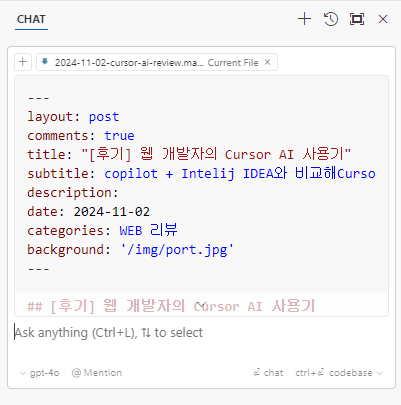 CHAT
2024-11-02-cursor-ai-review.ma... Current File
---
layout: post
comments: true
title: "[후기] 웹 개발자의 Cursor AI 사용기"
subtitle: copilot + Intelij IDEA와 비교해Curso
description:
date: 2024-11-02
categories: WEB 리뷰
background: '/img/port.jpg'
---
## [후기] 웹 개발자의 Cursor AI 사용기
Ask anything (Ctrl+L), ⇅ to select
gpt-4o @ Mention ⏎ chat ctrl+⏎ codebase